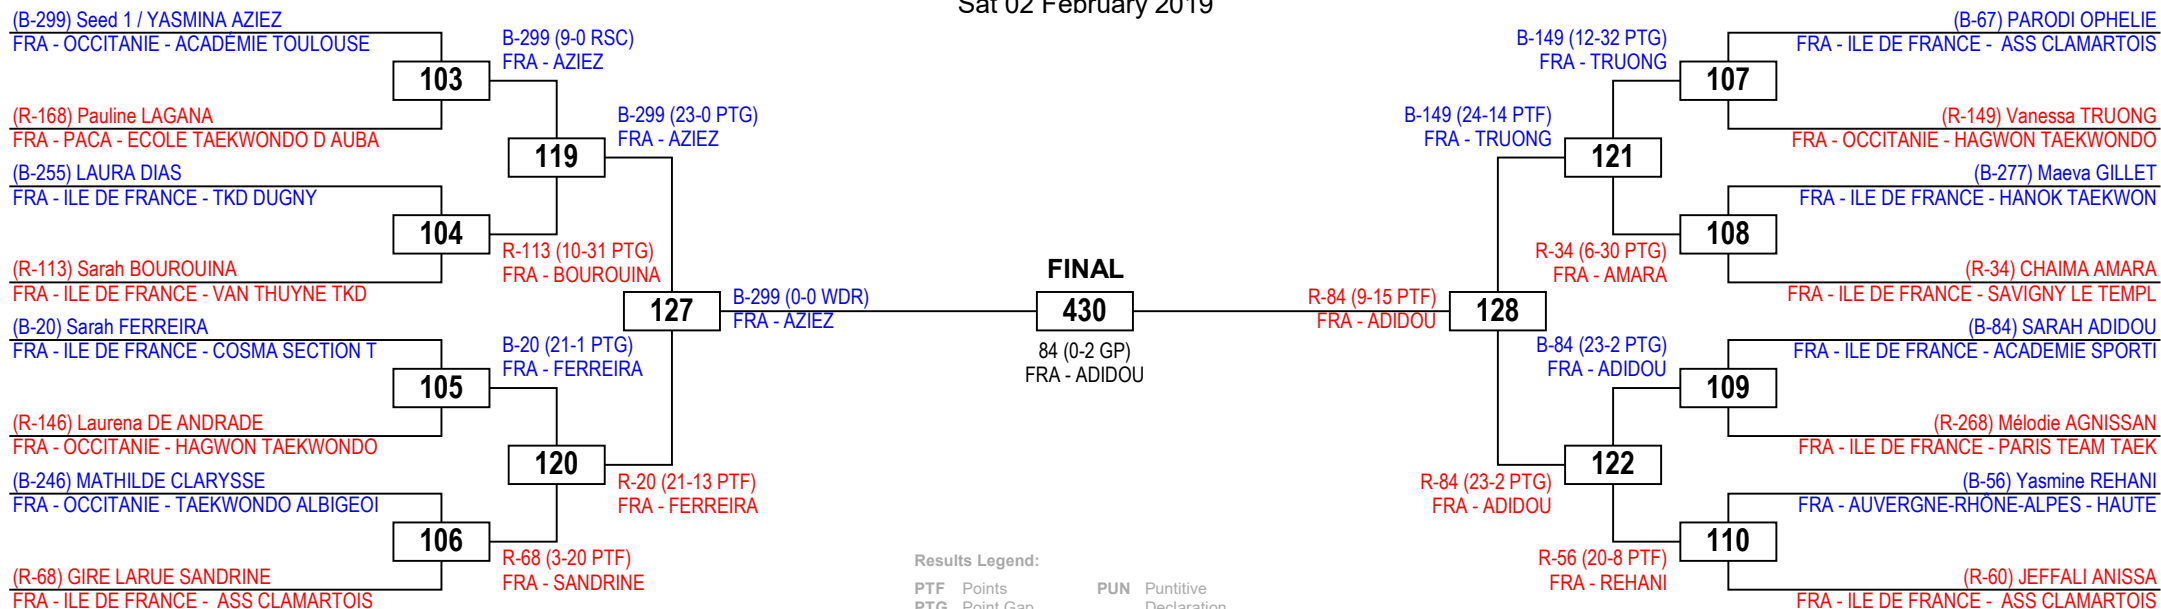 Sat 02 February 2019
(B-299) Seed 1 / YASMINA AZIEZ
FRA - OCCITANIE - ACADÉMIE TOULOUSE
103
(R-168) Pauline LAGANA
FRA - PACA - ECOLE TAEKWONDO D AUBA
(B-255) LAURA DIAS
FRA - ILE DE FRANCE - TKD DUGNY
104
(R-113) Sarah BOUROUINA
FRA - ILE DE FRANCE - VAN THUYNE TKD
(B-20) Sarah FERREIRA
FRA - ILE DE FRANCE - COSMA SECTION T
105
(R-146) Laurena DE ANDRADE
FRA - OCCITANIE - HAGWON TAEKWONDO
(B-246) MATHILDE CLARYSSE
FRA - OCCITANIE - TAEKWONDO ALBIGEOI
106
(R-68) GIRE LARUE SANDRINE
FRA - ILE DE FRANCE - ASS CLAMARTOIS
B-299 (9-0 RSC)
FRA - AZIEZ
119
R-113 (10-31 PTG)
FRA - BOUROUINA
B-20 (21-1 PTG)
FRA - FERREIRA
120
R-68 (3-20 PTF)
FRA - SANDRINE
B-299 (23-0 PTG)
FRA - AZIEZ
127
R-20 (21-13 PTF)
FRA - FERREIRA
B-299 (0-0 WDR)
FRA - AZIEZ
FINAL
430
84 (0-2 GP)
FRA - ADIDOU
R-84 (9-15 PTF)
FRA - ADIDOU
128
B-149 (24-14 PTF)
FRA - TRUONG
R-84 (23-2 PTG)
FRA - ADIDOU
B-149 (12-32 PTG)
FRA - TRUONG
121
R-34 (6-30 PTG)
FRA - AMARA
B-84 (23-2 PTG)
FRA - ADIDOU
122
R-56 (20-8 PTF)
FRA - REHANI
(B-67) PARODI OPHELIE
FRA - ILE DE FRANCE - ASS CLAMARTOIS
107
(R-149) Vanessa TRUONG
FRA - OCCITANIE - HAGWON TAEKWONDO
(B-277) Maeva GILLET
FRA - ILE DE FRANCE - HANOK TAEKWON
108
(R-34) CHAIMA AMARA
FRA - ILE DE FRANCE - SAVIGNY LE TEMPL
(B-84) SARAH ADIDOU
FRA - ILE DE FRANCE - ACADEMIE SPORTI
109
(R-268) Mélodie AGNISSAN
FRA - ILE DE FRANCE - PARIS TEAM TAEK
(B-56) Yasmine REHANI
FRA - AUVERGNE-RHÔNE-ALPES - HAUTE
110
(R-60) JEFFALI ANISSA
FRA - ILE DE FRANCE - ASS CLAMARTOIS
Results Legend:
PTF Points PUN Puntitive
PTG Point Gap Declaration